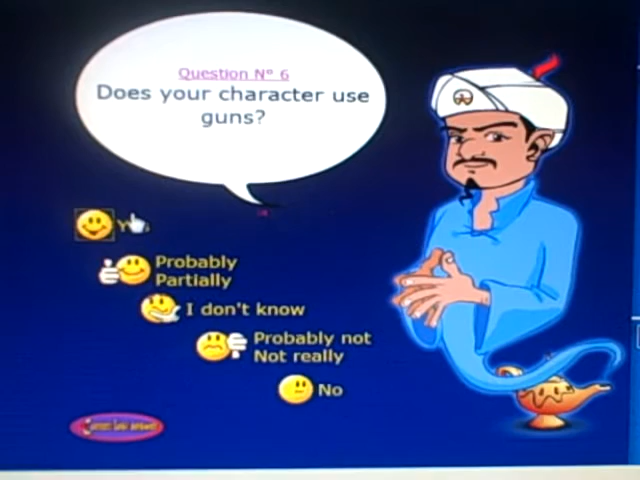 Question N° 6
Does your character use
guns?
Probably
Partially
I don't know
Probably not
Not really
No